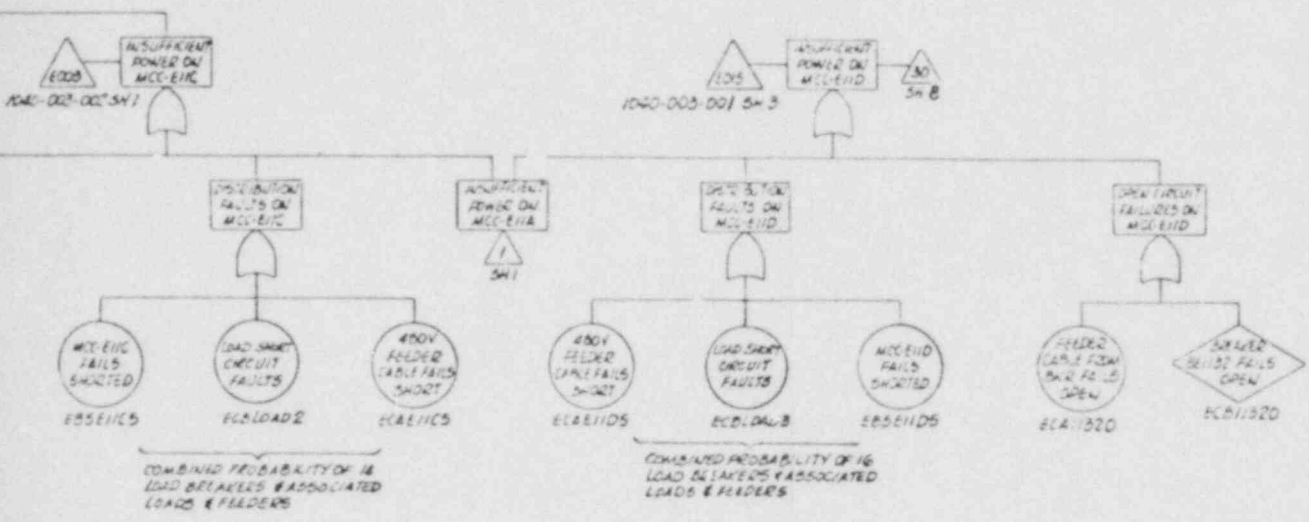 INSUFFICIENT
POWER ON
MCC-E11C
E003
1040-003-002 SH 1
INSUFFICIENT
POWER ON
MCC-E11D
E015
1040-003-001 SH 3
30
SH 8
DISTRIBUTION
FAULTS ON
MCC-E11C
INSUFFICIENT
POWER ON
MCC-E11A
1
SH 1
DISTRIBUTION
FAULTS ON
MCC-E11D
OPEN CIRCUIT
FAILURES ON
MCC-E11D
MCC-E11C
FAILS
SHORTED
EBSE11CS
LOAD SHORT
CIRCUIT
FAULTS
ECBLOAD2
480V
FEEDER
CABLE FAILS
SHORT
ECAE11CS
480V
FEEDER
CABLE FAILS
SHORT
ECAE11DS
LOAD SHORT
CIRCUIT
FAULTS
MCC-E11D
FAILS
SHORTED
EBSE11DS
FEEDER
CABLE FROM
BKR FAILS
OPEN
BREAKER
FAILS
OPEN
COMBINED PROBABILITY OF
LOAD BREAKERS & ASSOCIATED
LOADS & FEEDERS
COMBINED PROBABILITY OF 16
LOAD BREAKERS & ASSOCIATED
LOADS & FEEDERS